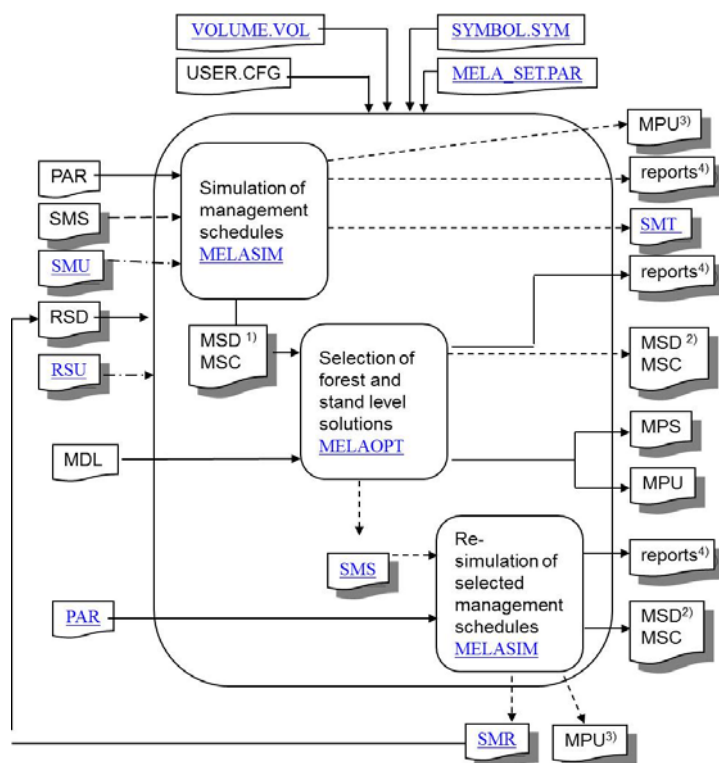 VOLUME.VOL
SYMBOL.SYM
USER.CFG
MELA_SET.PAR
MPU3)
PAR
Simulation of
management
schedules
MELASIM
reports4)
SMS
SMT
SMU
reports4)
RSD
MSD 1)
MSC
Selection of
forest and
stand level
solutions
MELAOPT
MSD 2)
MSC
RSU
MPS
MDL
MPU
SMS
Re-
simulation of
selected
management
schedules
MELASIM
reports4)
PAR
MSD2)
MSC
SMR
MPU3)